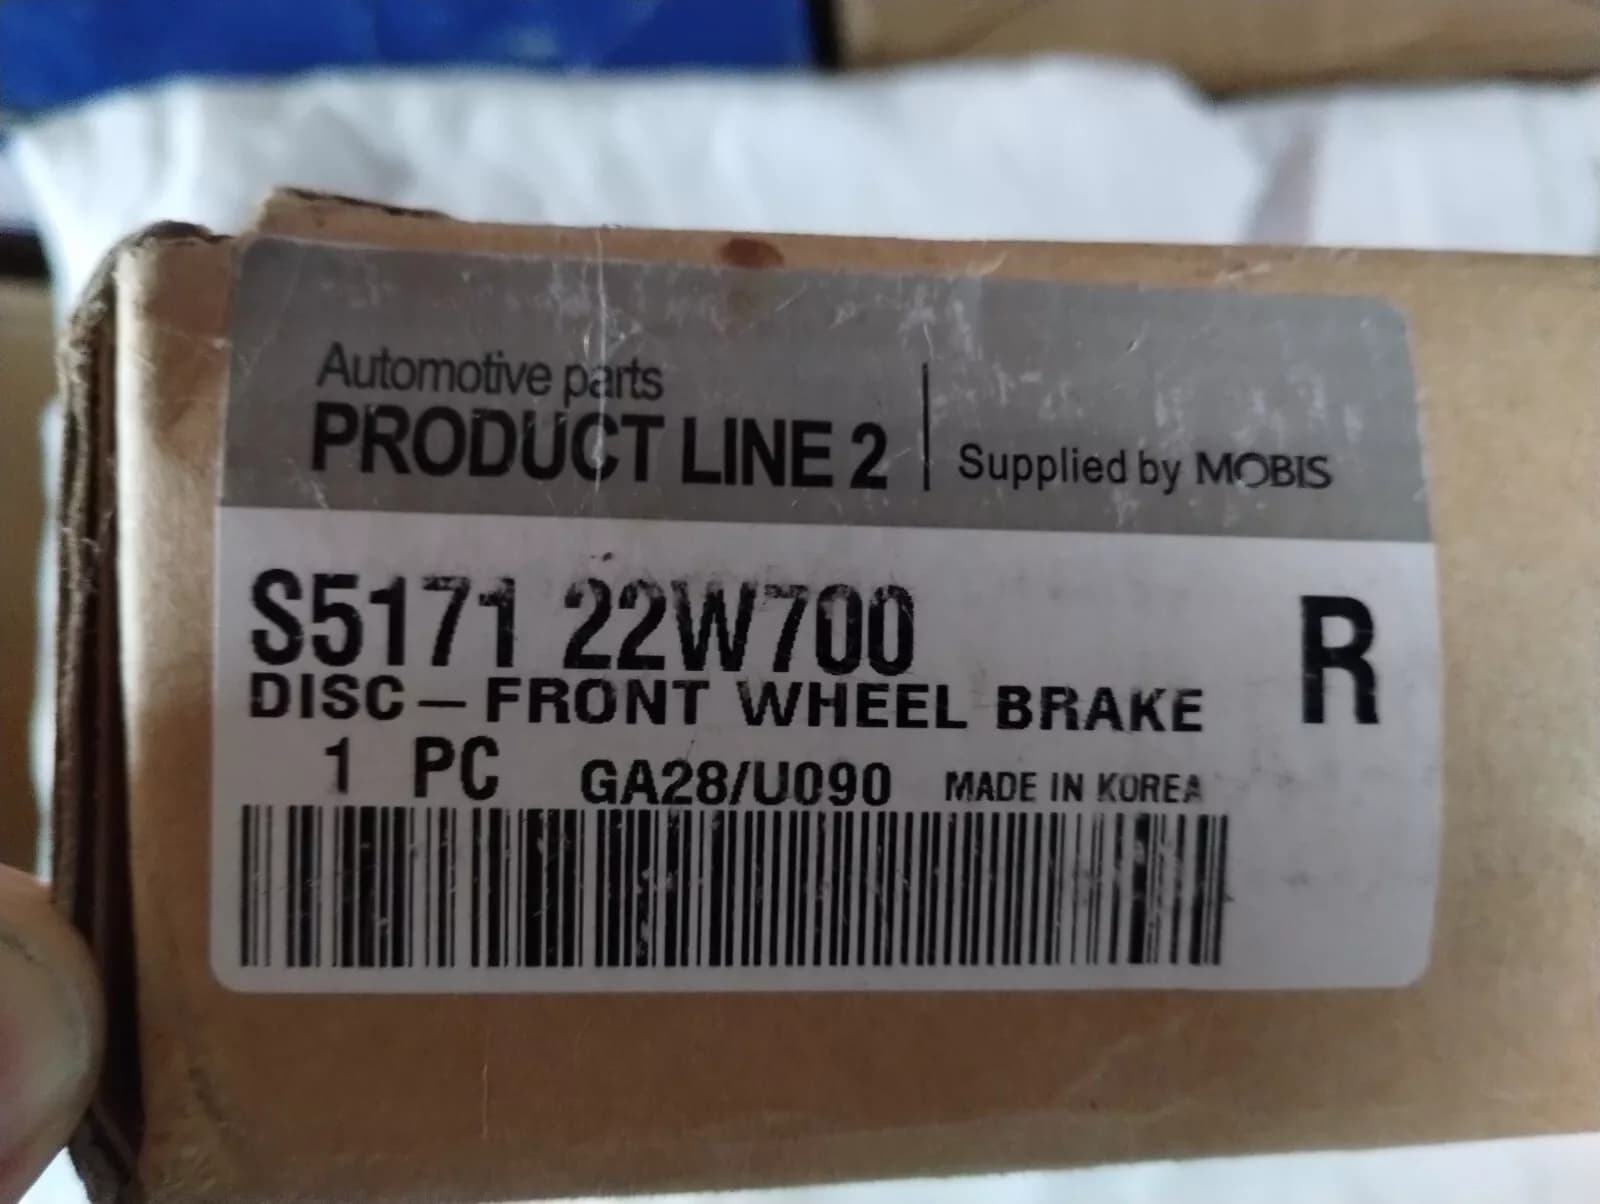 Automotive parts
PRODUCT LINE 2 | Supplied by MOBIS
S5171 22W700 R
DISC-FRONT WHEEL BRAKE
1 PC GA28/U090 MADE IN KOREA